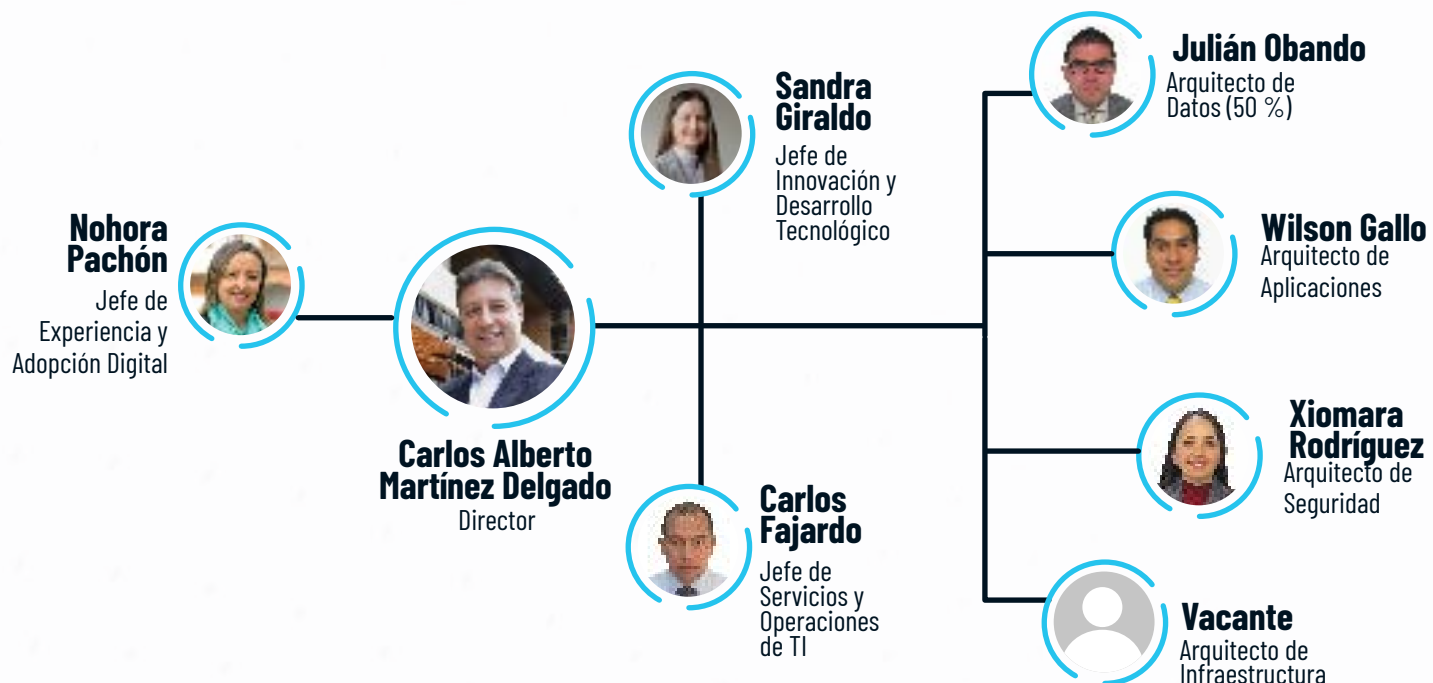 Nohora
Pachón
Jefe de
Experiencia y
Adopción Digital
Carlos Alberto
Martínez Delgado
Director
Sandra
Giraldo
Jefe de
Innovación y
Desarrollo
Tecnológico
Carlos
Fajardo
Jefe de
Servicios y
Operaciones
de TI
Julián Obando
Arquitecto de
Datos (50 %)
Wilson Gallo
Arquitecto de
Aplicaciones
Xiomara
Rodríguez
Arquitecto de
Seguridad
Vacante
Arquitecto de
Infraestructura